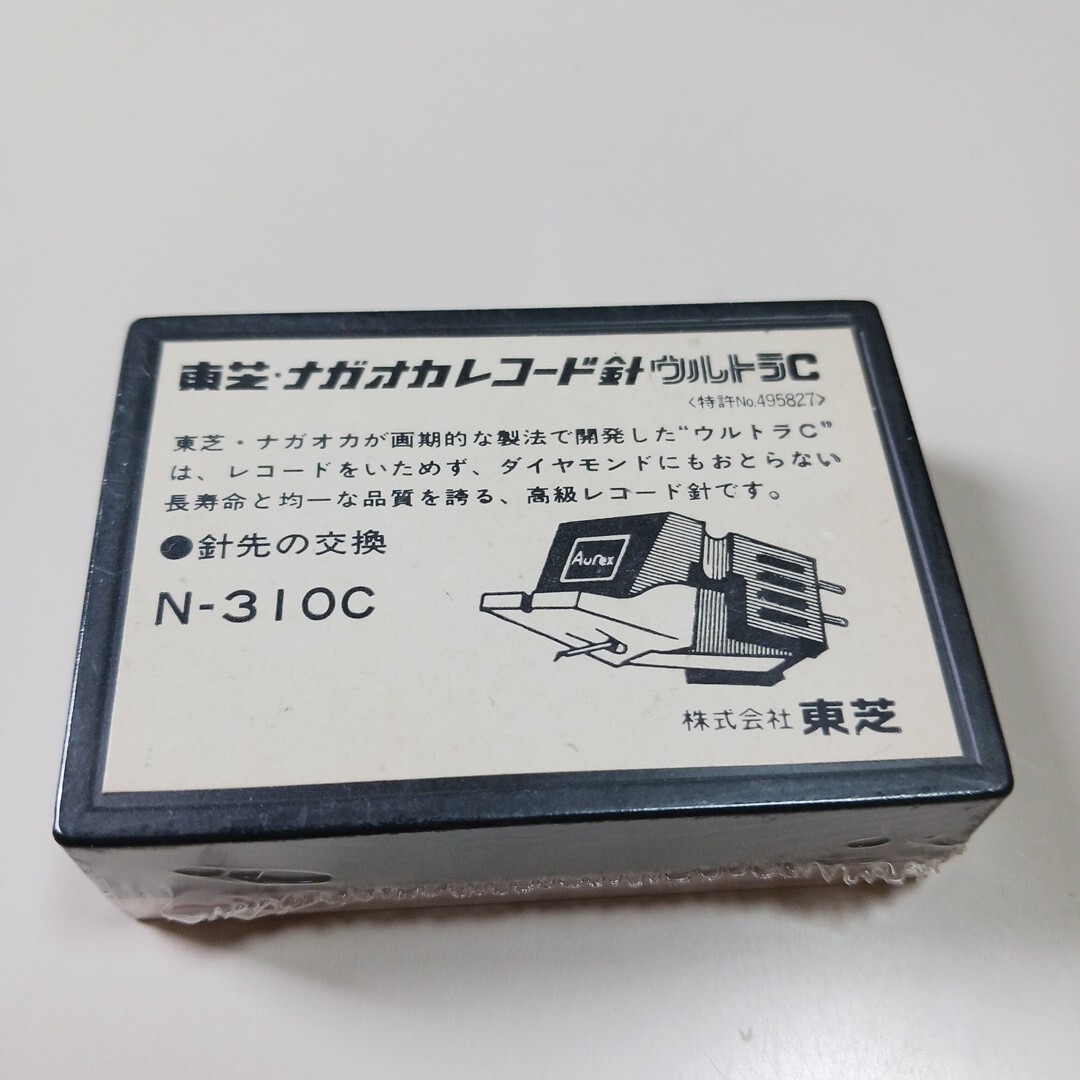 東芝・ナガオカレコード針ウルトラC
<特許No.495827>
東芝・ナガオカが画期的な製法で開発した"ウルトラC"
は、レコードをいためず、ダイヤモンドにもおとらない
長寿命と均一な品質を誇る、高級レコード針です。
●針先の交換
Aurex
N-310C
株式会社 東芝